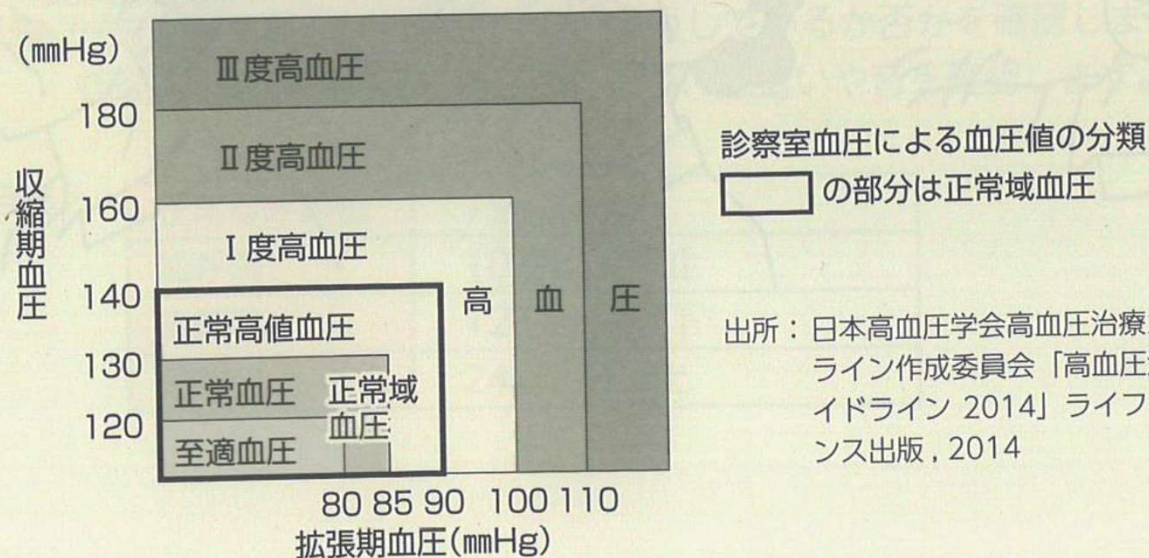 (mmHg)
Ⅲ度高血圧
180
Ⅱ度高血圧
160
Ⅰ度高血圧
140
正常高値血圧
130
正常血圧
120
至適血圧
正常域
血圧
高 血 圧
収縮期血圧
80 85 90 100 110
拡張期血圧(mmHg)
診察室血圧による血圧値の分類
の部分は正常域血圧
出所：日本高血圧学会高血圧治療
ライン作成委員会「高血圧
イドライン 2014」ライフ
ンス出版, 2014